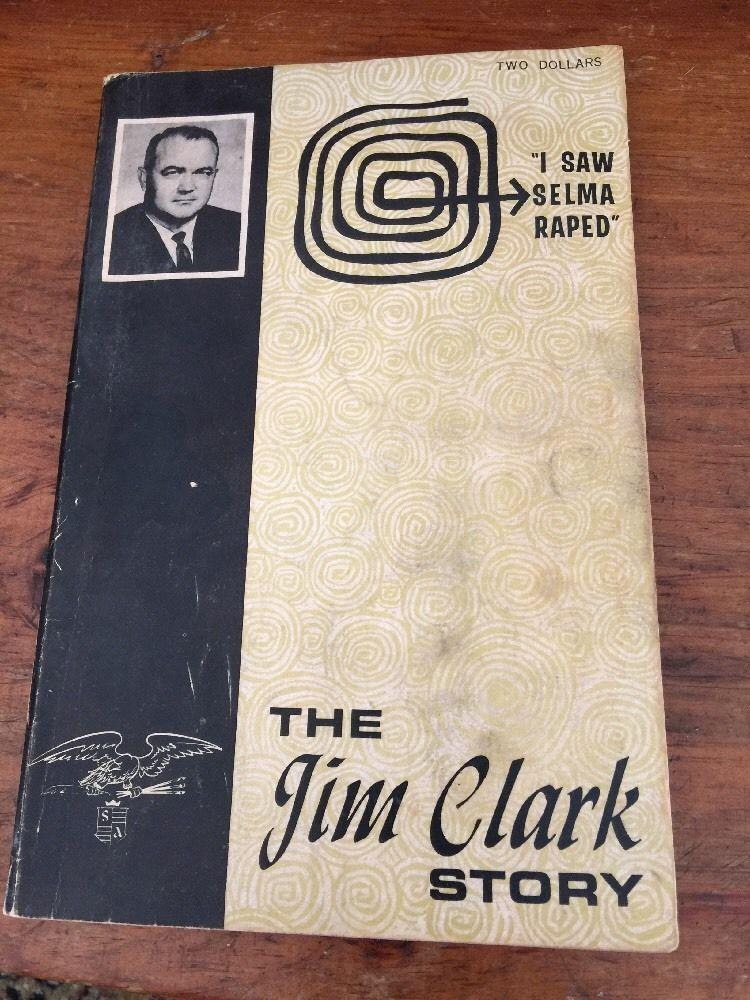 TWO DOLLARS
"I SAW
SELMA
RAPED"
THE
Jim Clark
STORY
S
A